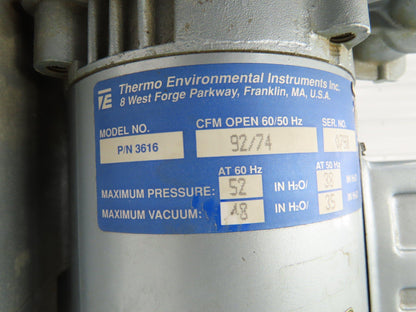 Thermo Environmental Instruments Inc.
8 West Forge Parkway, Franklin, MA, U.S.A.
MODEL NO. CFM OPEN 60/50 Hz SER. NO.
P/N 3616 92/74
AT 60 Hz AT 50 Hz
MAXIMUM PRESSURE: 52 IN H₂O/ 38
MAXIMUM VACUUM: 48 IN H₂O/ 35